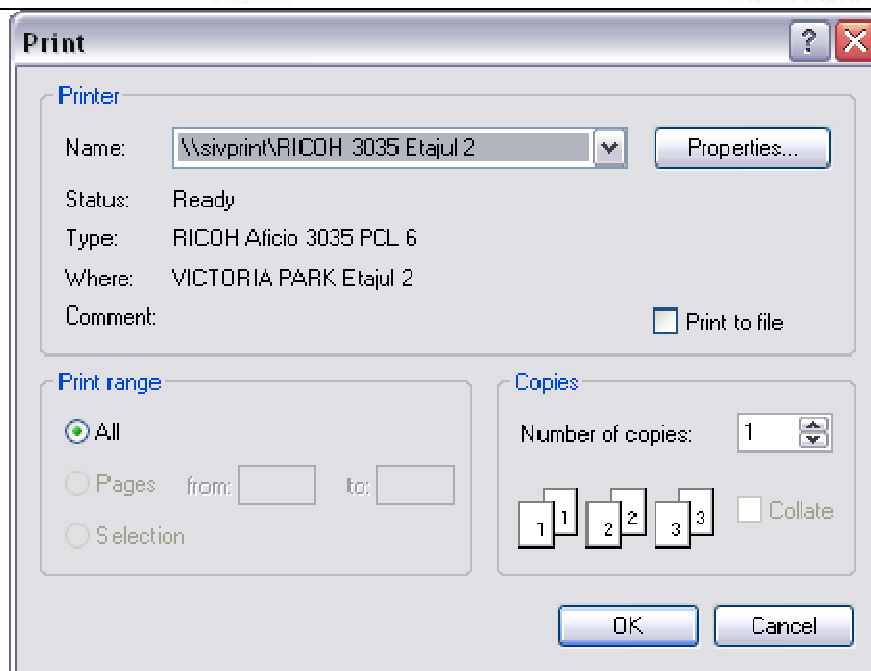 Print
Printer
Name: \\sivprint\RICOH 3035 Etajul 2 Properties...
Status: Ready
Type: RICOH Aficio 3035 PCL 6
Where: VICTORIA PARK Etajul 2
Comment: Print to file
Print range Copies
All Number of copies: 1
Pages from: to: 1 1 2 2 3 3 Collate
Selection
OK Cancel